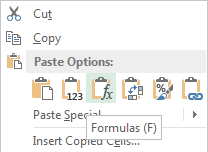 Cut
Copy
Paste Options:
123 fx %
Paste Special...
Formulas (F)
Insert Copied Cells...